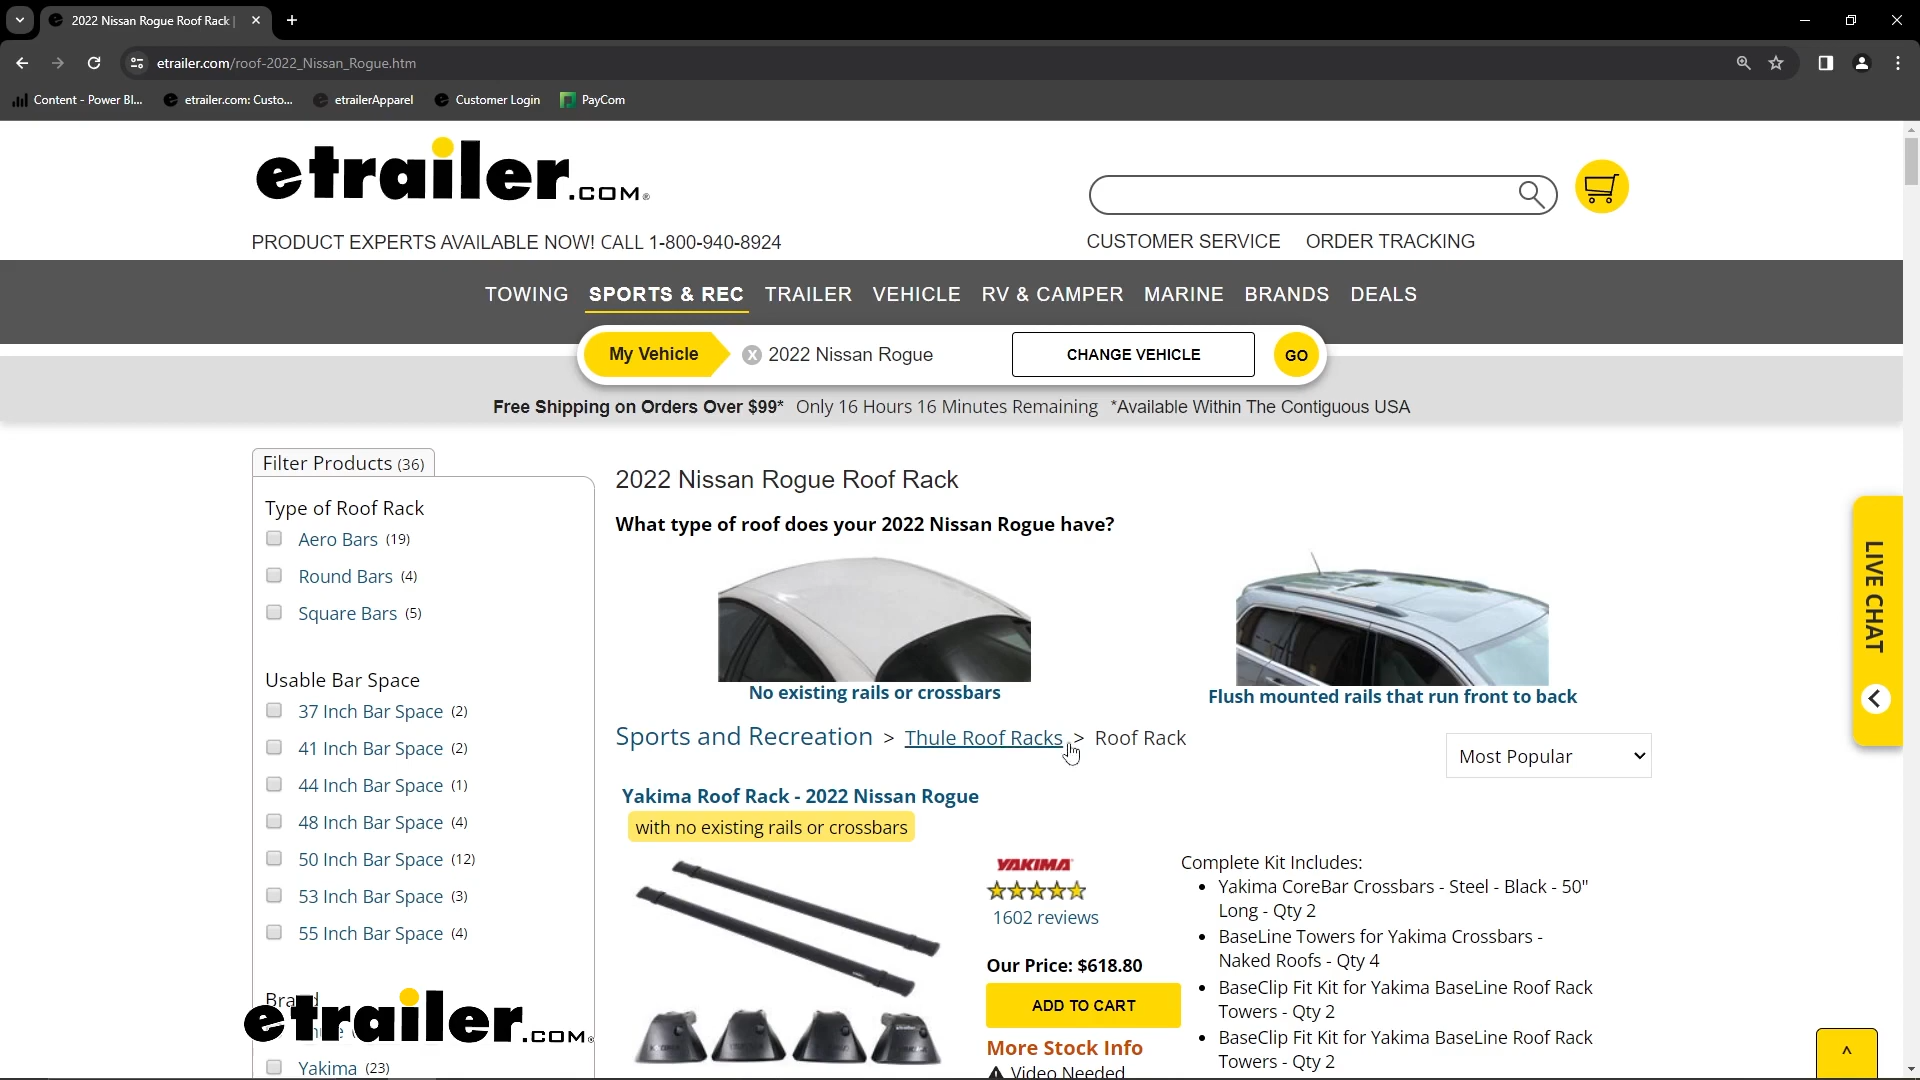 2022 Nissan Rogue Roof Rack |
etrailer.com/roof-2022_Nissan_Rogue.htm
Content - Power BI...
etrailer.com: Custo...
etrailerApparel
Customer Login
PayCom
etrailer.COM®
PRODUCT EXPERTS AVAILABLE NOW! CALL 1-800-940-8924
CUSTOMER SERVICE ORDER TRACKING
TOWING SPORTS & REC TRAILER VEHICLE RV & CAMPER MARINE BRANDS DEALS
My Vehicle X 2022 Nissan Rogue CHANGE VEHICLE GO
Free Shipping on Orders Over $99* Only 16 Hours 16 Minutes Remaining *Available Within The Contiguous USA
Filter Products (36)
Type of Roof Rack
Aero Bars (19)
Round Bars (4)
Square Bars (5)
Usable Bar Space
37 Inch Bar Space (2)
41 Inch Bar Space (2)
44 Inch Bar Space (1)
48 Inch Bar Space (4)
50 Inch Bar Space (12)
53 Inch Bar Space (3)
55 Inch Bar Space (4)
etrailer.COM®
Yakima (23)
2022 Nissan Rogue Roof Rack
What type of roof does your 2022 Nissan Rogue have?
No existing rails or crossbars
Flush mounted rails that run front to back
Sports and Recreation > Thule Roof Racks > Roof Rack
Most Popular
Yakima Roof Rack - 2022 Nissan Rogue
with no existing rails or crossbars
YAKIMA
1602 reviews
Our Price: $618.80
ADD TO CART
More Stock Info
Video Needed
Complete Kit Includes:
• Yakima CoreBar Crossbars - Steel - Black - 50"
Long - Qty 2
• BaseLine Towers for Yakima Crossbars -
Naked Roofs - Qty 4
• BaseClip Fit Kit for Yakima BaseLine Roof Rack
Towers - Qty 2
• BaseClip Fit Kit for Yakima BaseLine Roof Rack
Towers - Qty 2
LIVE CHAT
^